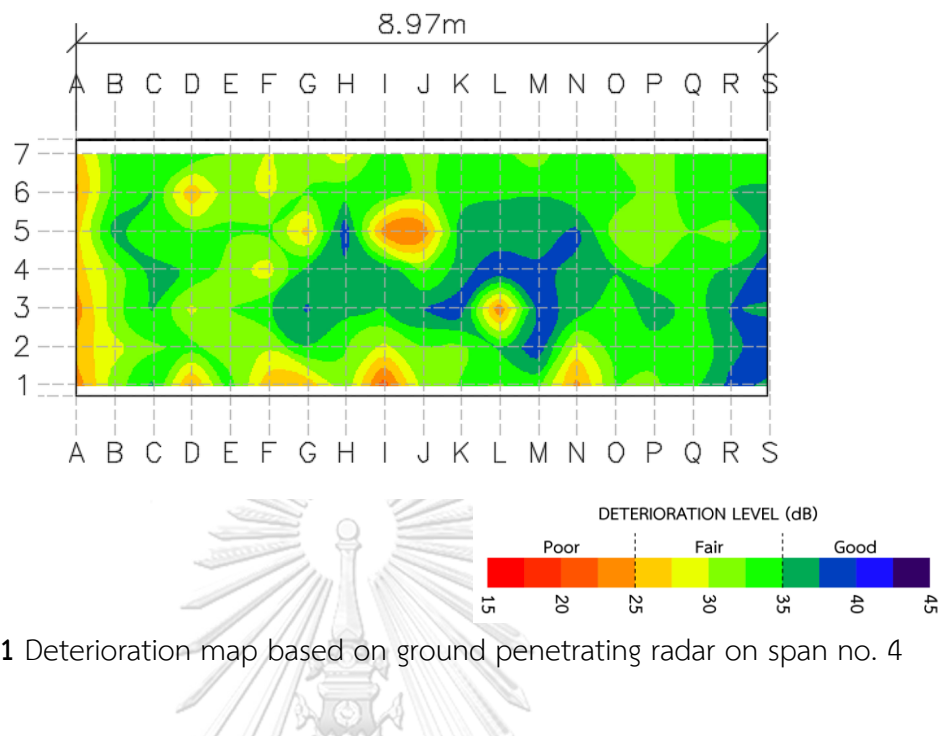 8.97m
A B C D E F G H I J K L M N O P Q R S
7
6
5
4
3
2
1
A B C D E F G H I J K L M N O P Q R S
DETERIORATION LEVEL (dB)
Poor Fair Good
15 20 25 30 35 40 45
1 Deterioration map based on ground penetrating radar on span no. 4